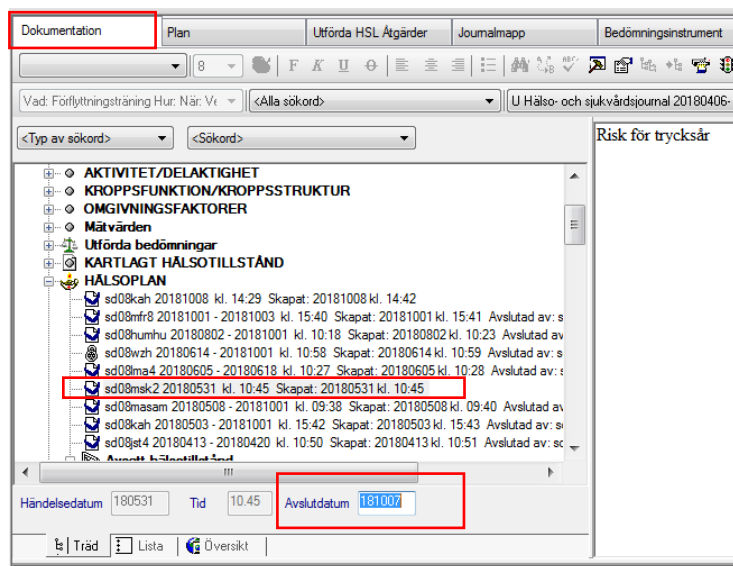 Dokumentation Plan Utförda HSL Åtgärder Journalmapp Bedömningsinstrument
8 F K U
Vad: Förflyttningsträning Hur: När: Ve <Alla sökord> U Hälso- och sjukvårdsjournal 20180406-
<Typ av sökord> <Sökord>
Risk för trycksår
AKTIVITET/DELAKTIGHET
KROPPSFUNKTION/KROPPSSTRUKTUR
OMGIVNINGSFAKTORER
Mätvärden
Utförda bedömningar
KARTLAGT HÄLSOTILLSTÅND
HÄLSOPLAN
sd08kah 20181008 kl. 14:29 Skapat: 20181008 kl. 14:42
sd08mfr8 20181001 - 20181003 kl. 15:40 Skapat: 20181001 kl. 15:41 Avslutad av: s
sd08humhu 20180802 - 20181001 kl. 10:18 Skapat: 20180802 kl. 10:23 Avslutad av
sd08wzh 20180614 - 20181001 kl. 10:58 Skapat: 20180614 kl. 10:59 Avslutad av: s
sd08lma4 20180605 - 20180618 kl. 10:27 Skapat: 20180605 kl. 10:28 Avslutad av: s
sd08msk2 20180531 kl. 10:45 Skapat: 20180531 kl. 10:45
sd08masam 20180508 - 20181001 kl. 09:38 Skapat: 20180508 kl. 09:40 Avslutad av
sd08kah 20180503 - 20181001 kl. 15:42 Skapat: 20180503 kl. 15:43 Avslutad av: s
sd08jst4 20180413 - 20180420 kl. 10:50 Skapat: 20180413 kl. 10:51 Avslutad av: sc
Avsett hälsotillstånd
Händelsedatum 180531 Tid 10.45 Avslutdatum 181007
Träd Lista Översikt